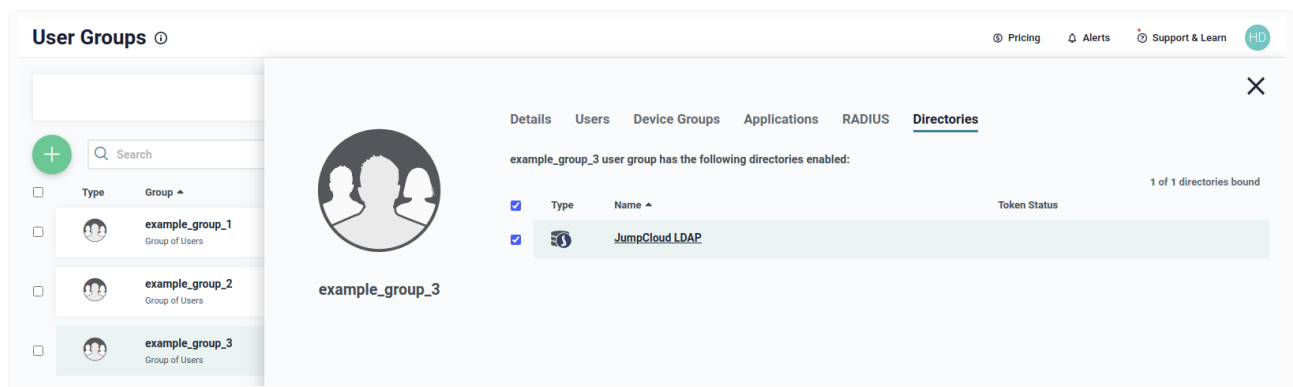 User Groups
Pricing
Alerts
Support & Learn
HD
Search
Type Group
example_group_1
Group of Users
example_group_2
Group of Users
example_group_3
Group of Users
example_group_3
Details Users Device Groups Applications RADIUS Directories
example_group_3 user group has the following directories enabled:
1 of 1 directories bound
Type Name Token Status
JumpCloud LDAP